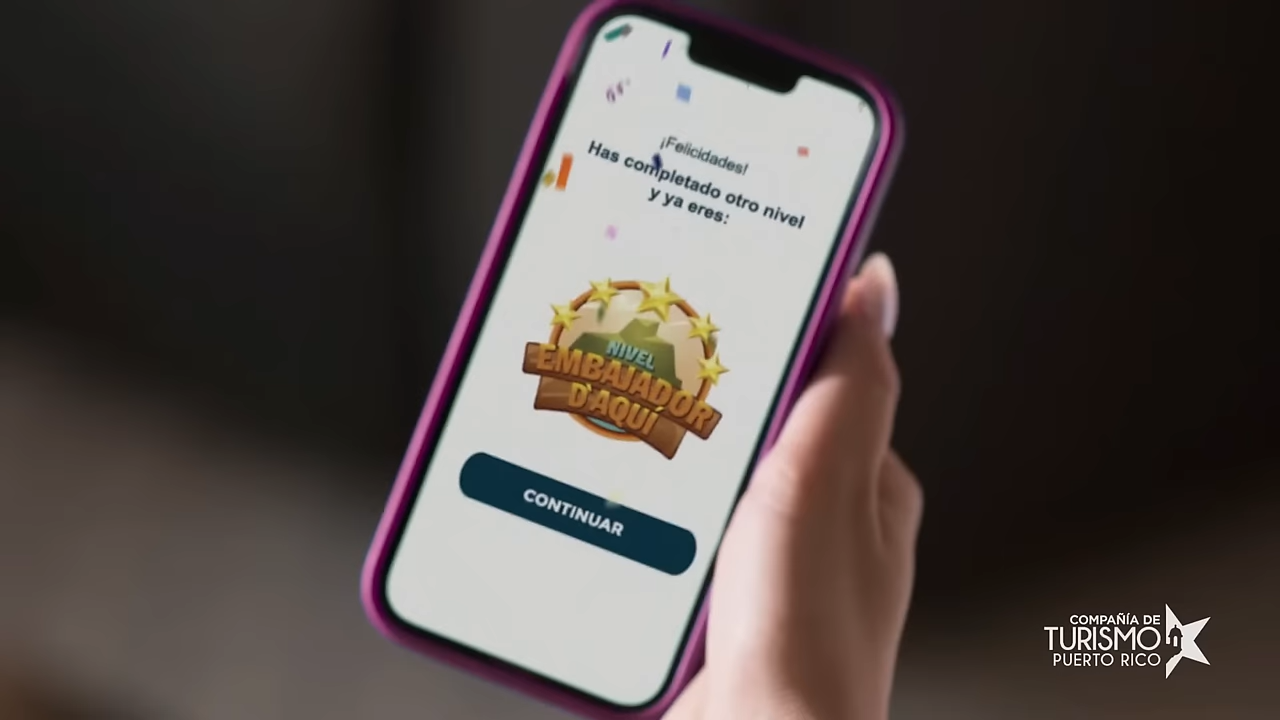 ¡Felicidades!
Has completado otro nivel
y ya eres:
NIVEL
EMBAJADOR
D'AQUÍ
CONTINUAR
COMPAÑÍA DE
TURISMO
PUERTO RICO